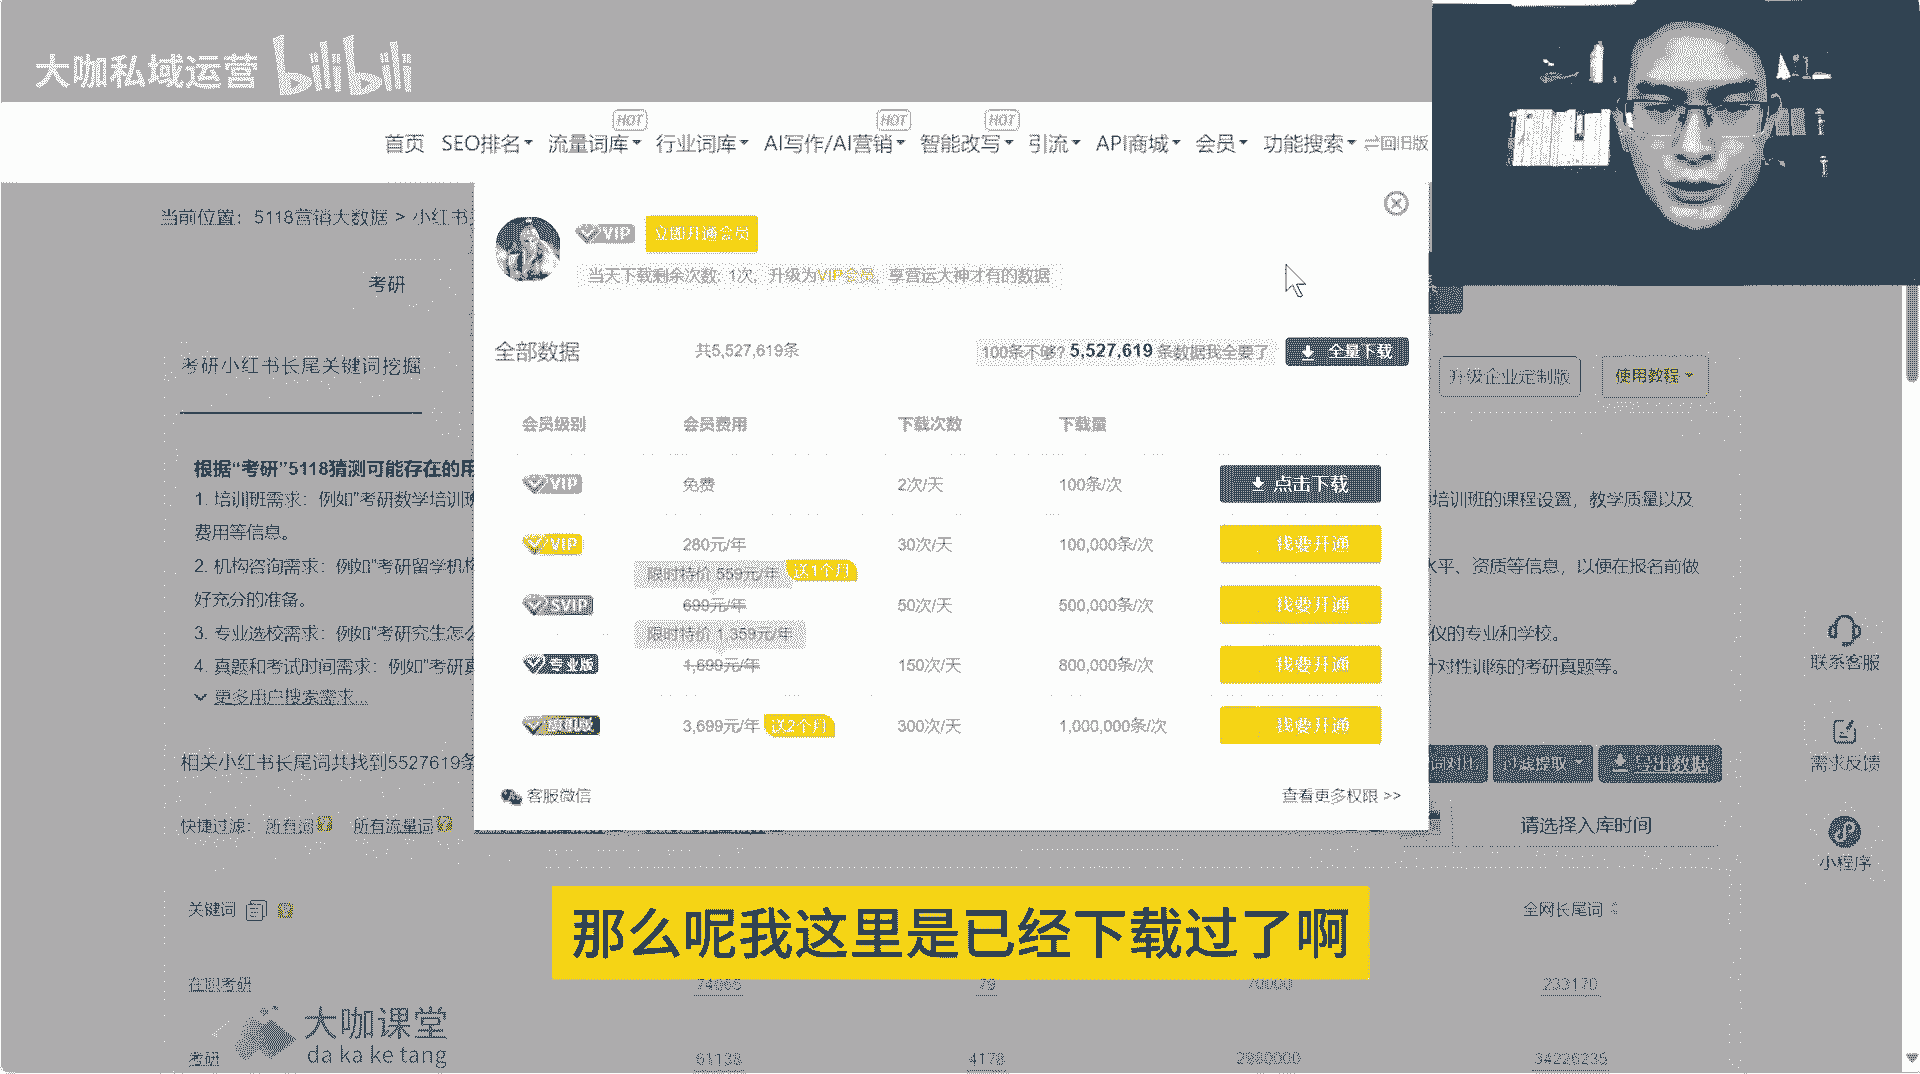 大咖私域运营 bilibili
HOT HOT HOT
首页 SEO排名 流量词库 行业词库 AI写作/AI营销 智能改写 引流 API商城 会员 功能搜索 回旧版
当前位置：5118营销大数据 > 小红书
考研
VIP 立即开通会员
当天下载剩余次数: 1次，升级为VIP会员，享营运大神才有的数据
考研小红书长尾关键词挖掘
全部数据 共5,527,619条 100条不够? 5,527,619 条数据我全要了 全量下载
升级企业定制版 使用教程
会员级别 会员费用 下载次数 下载量
VIP 免费 2次/天 100条/次 点击下载
VIP 280元/年 30次/天 100,000条/次 我要开通
限时特价 559元/年 送1个月
SVIP 699元/年 50次/天 500,000条/次 我要开通
限时特价 1,359元/年
专业版 1,699元/年 150次/天 800,000条/次 我要开通
3,699元/年 送2个月 300次/天 1,000,000条/次 我要开通
客服微信 查看更多权限 >>
根据“考研”5118猜测可能存在的用
1. 培训班需求：例如“考研数学培训班
培训班的课程设置，教学质量以及
费用等信息。
2. 机构咨询需求：例如“考研留学机构
水平、资质等信息，以便在报名前做
好充分的准备。
3. 专业选校需求：例如“考研究生怎么
仪的专业和学校。
4. 真题和考试时间需求：例如“考研真
针对性训练的考研真题等。
更多用户搜索需求...
联系客服
需求反馈
小程序
相关小红书长尾词共找到5527619条
词对比 过滤提取 导出数据
快捷过滤： 所有词 所有流量词
请选择入库时间
关键词 全网长尾词
那么呢我这里是已经下载过了啊
在职考研 74066 79 70000 233170
大咖课堂
da ka ke tang
考研 61138 4178 2980000 34226235